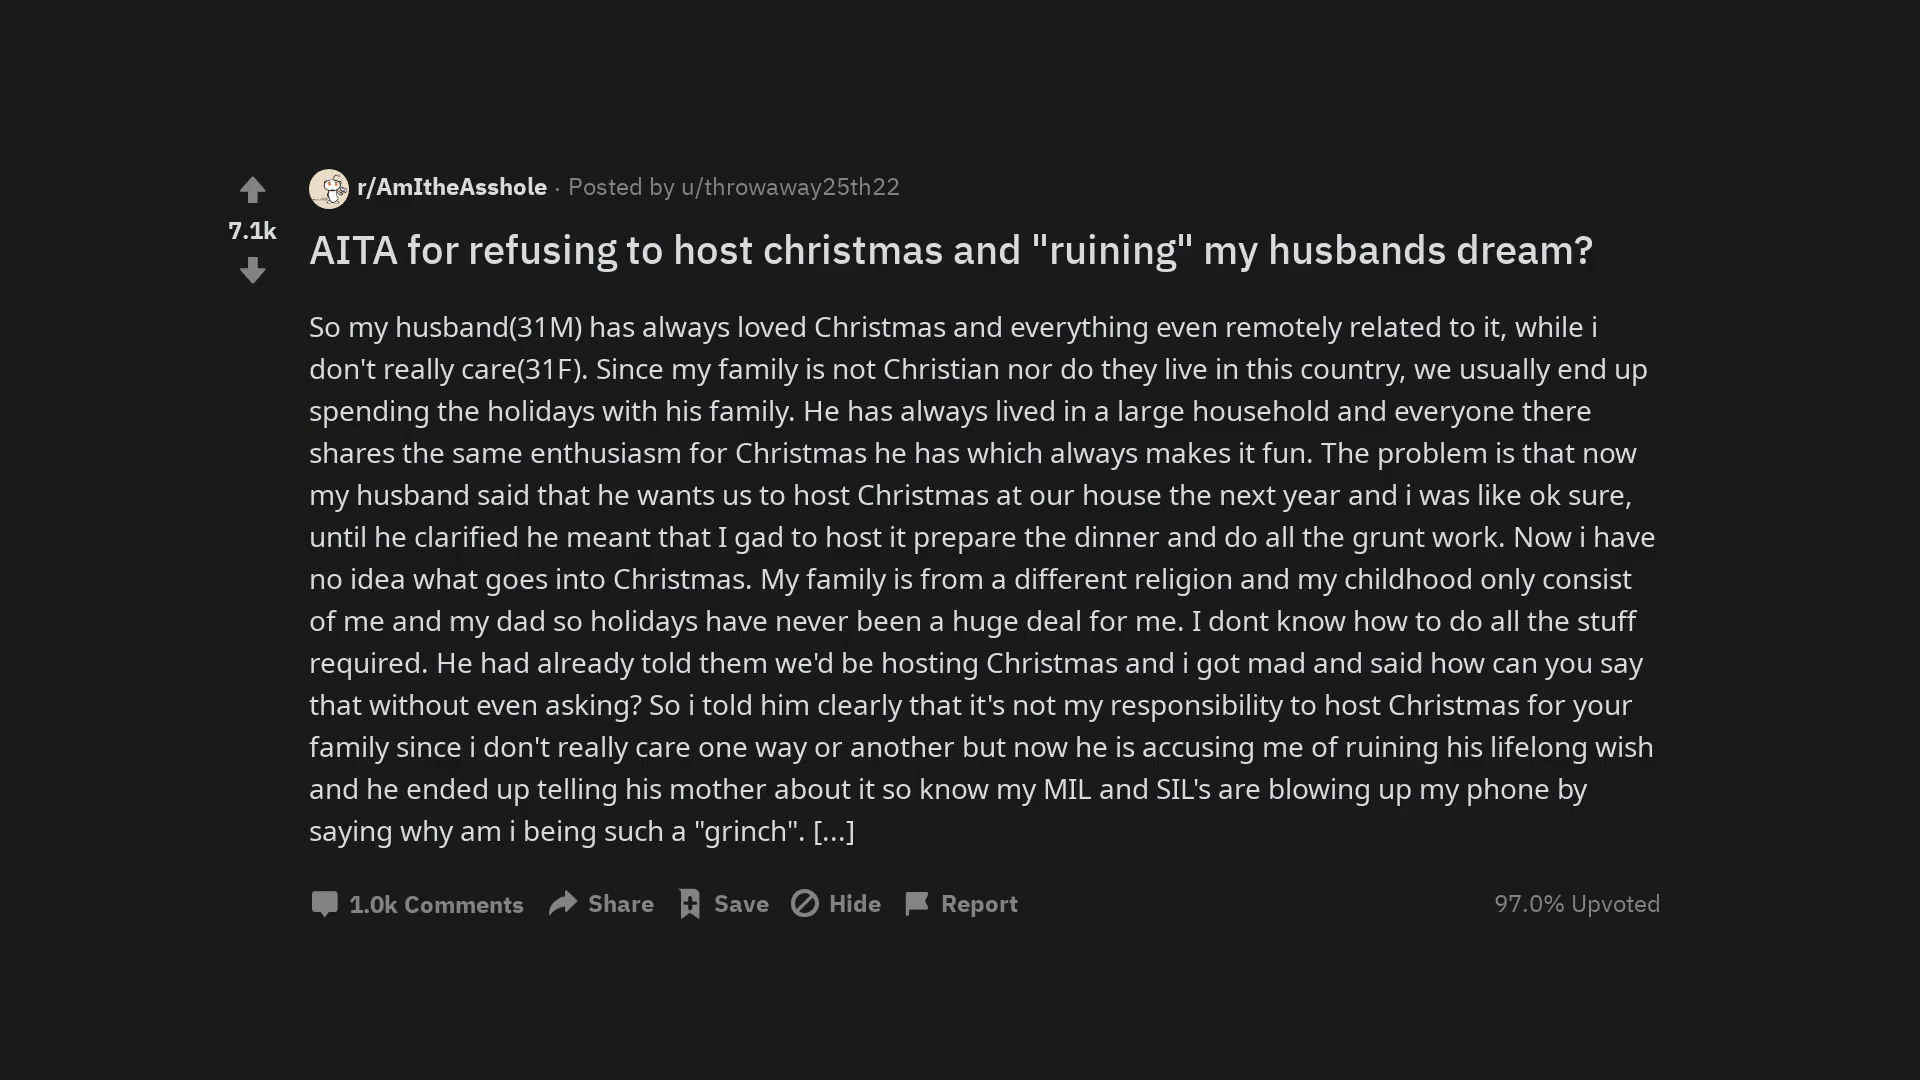 r/AmItheAsshole · Posted by u/throwaway25th22
7.1k
AITA for refusing to host christmas and "ruining" my husbands dream?
So my husband(31M) has always loved Christmas and everything even remotely related to it, while i
don't really care(31F). Since my family is not Christian nor do they live in this country, we usually end up
spending the holidays with his family. He has always lived in a large household and everyone there
shares the same enthusiasm for Christmas he has which always makes it fun. The problem is that now
my husband said that he wants us to host Christmas at our house the next year and i was like ok sure,
until he clarified he meant that I gad to host it prepare the dinner and do all the grunt work. Now i have
no idea what goes into Christmas. My family is from a different religion and my childhood only consist
of me and my dad so holidays have never been a huge deal for me. I dont know how to do all the stuff
required. He had already told them we'd be hosting Christmas and i got mad and said how can you say
that without even asking? So i told him clearly that it's not my responsibility to host Christmas for your
family since i don't really care one way or another but now he is accusing me of ruining his lifelong wish
and he ended up telling his mother about it so know my MIL and SIL's are blowing up my phone by
saying why am i being such a "grinch". [...]
1.0k Comments Share Save Hide Report 97.0% Upvoted